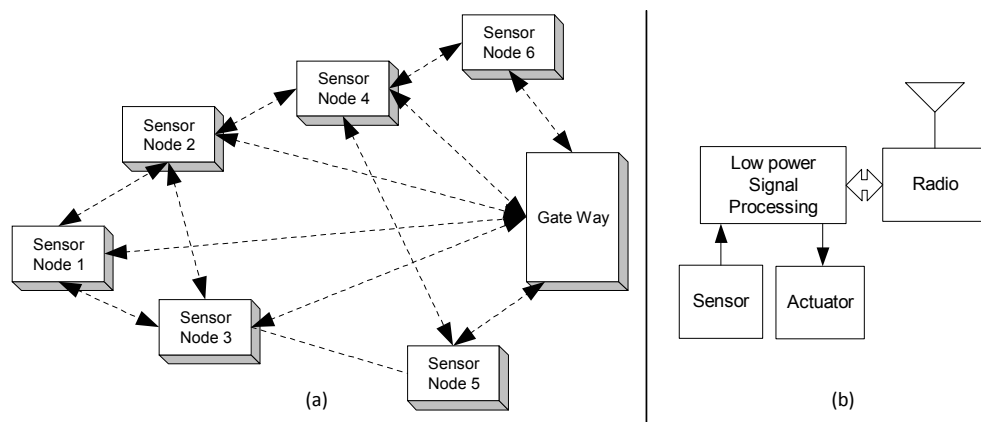 Sensor
Node 6
Sensor
Node 4
Sensor
Node 2
Gate Way
Sensor
Node 1
Sensor
Node 3
Sensor
Node 5
(a)
Low power
Signal
Processing
Radio
Sensor
Actuator
(b)